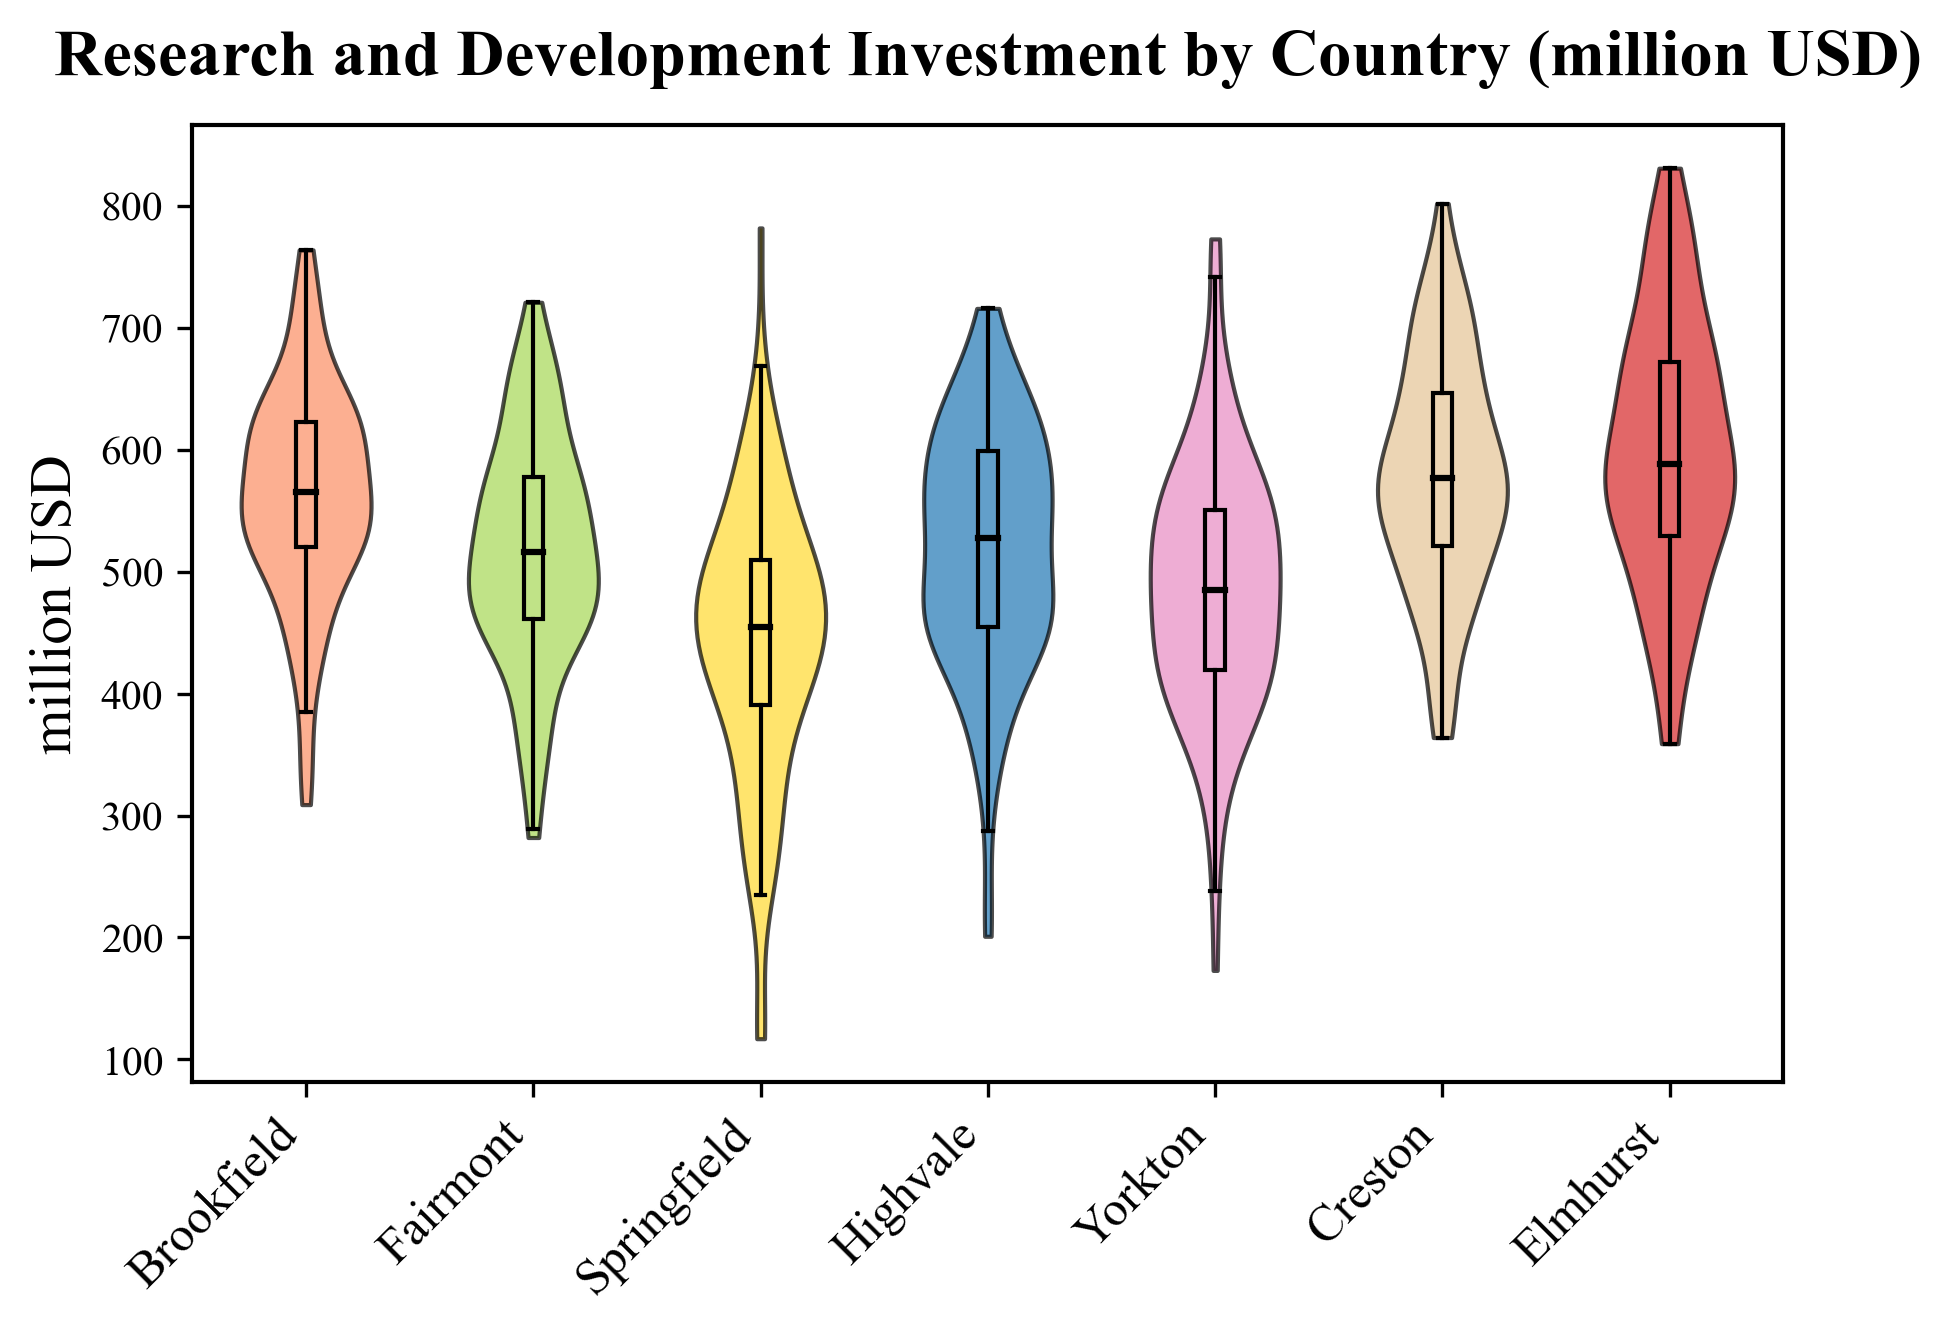 Research and Development Investment by Country (million USD)
million USD
800
700
600
500
400
300
200
100
Brookfield
Fairmont
Springfield
Highvale
Yorkton
Creston
Elmhurst